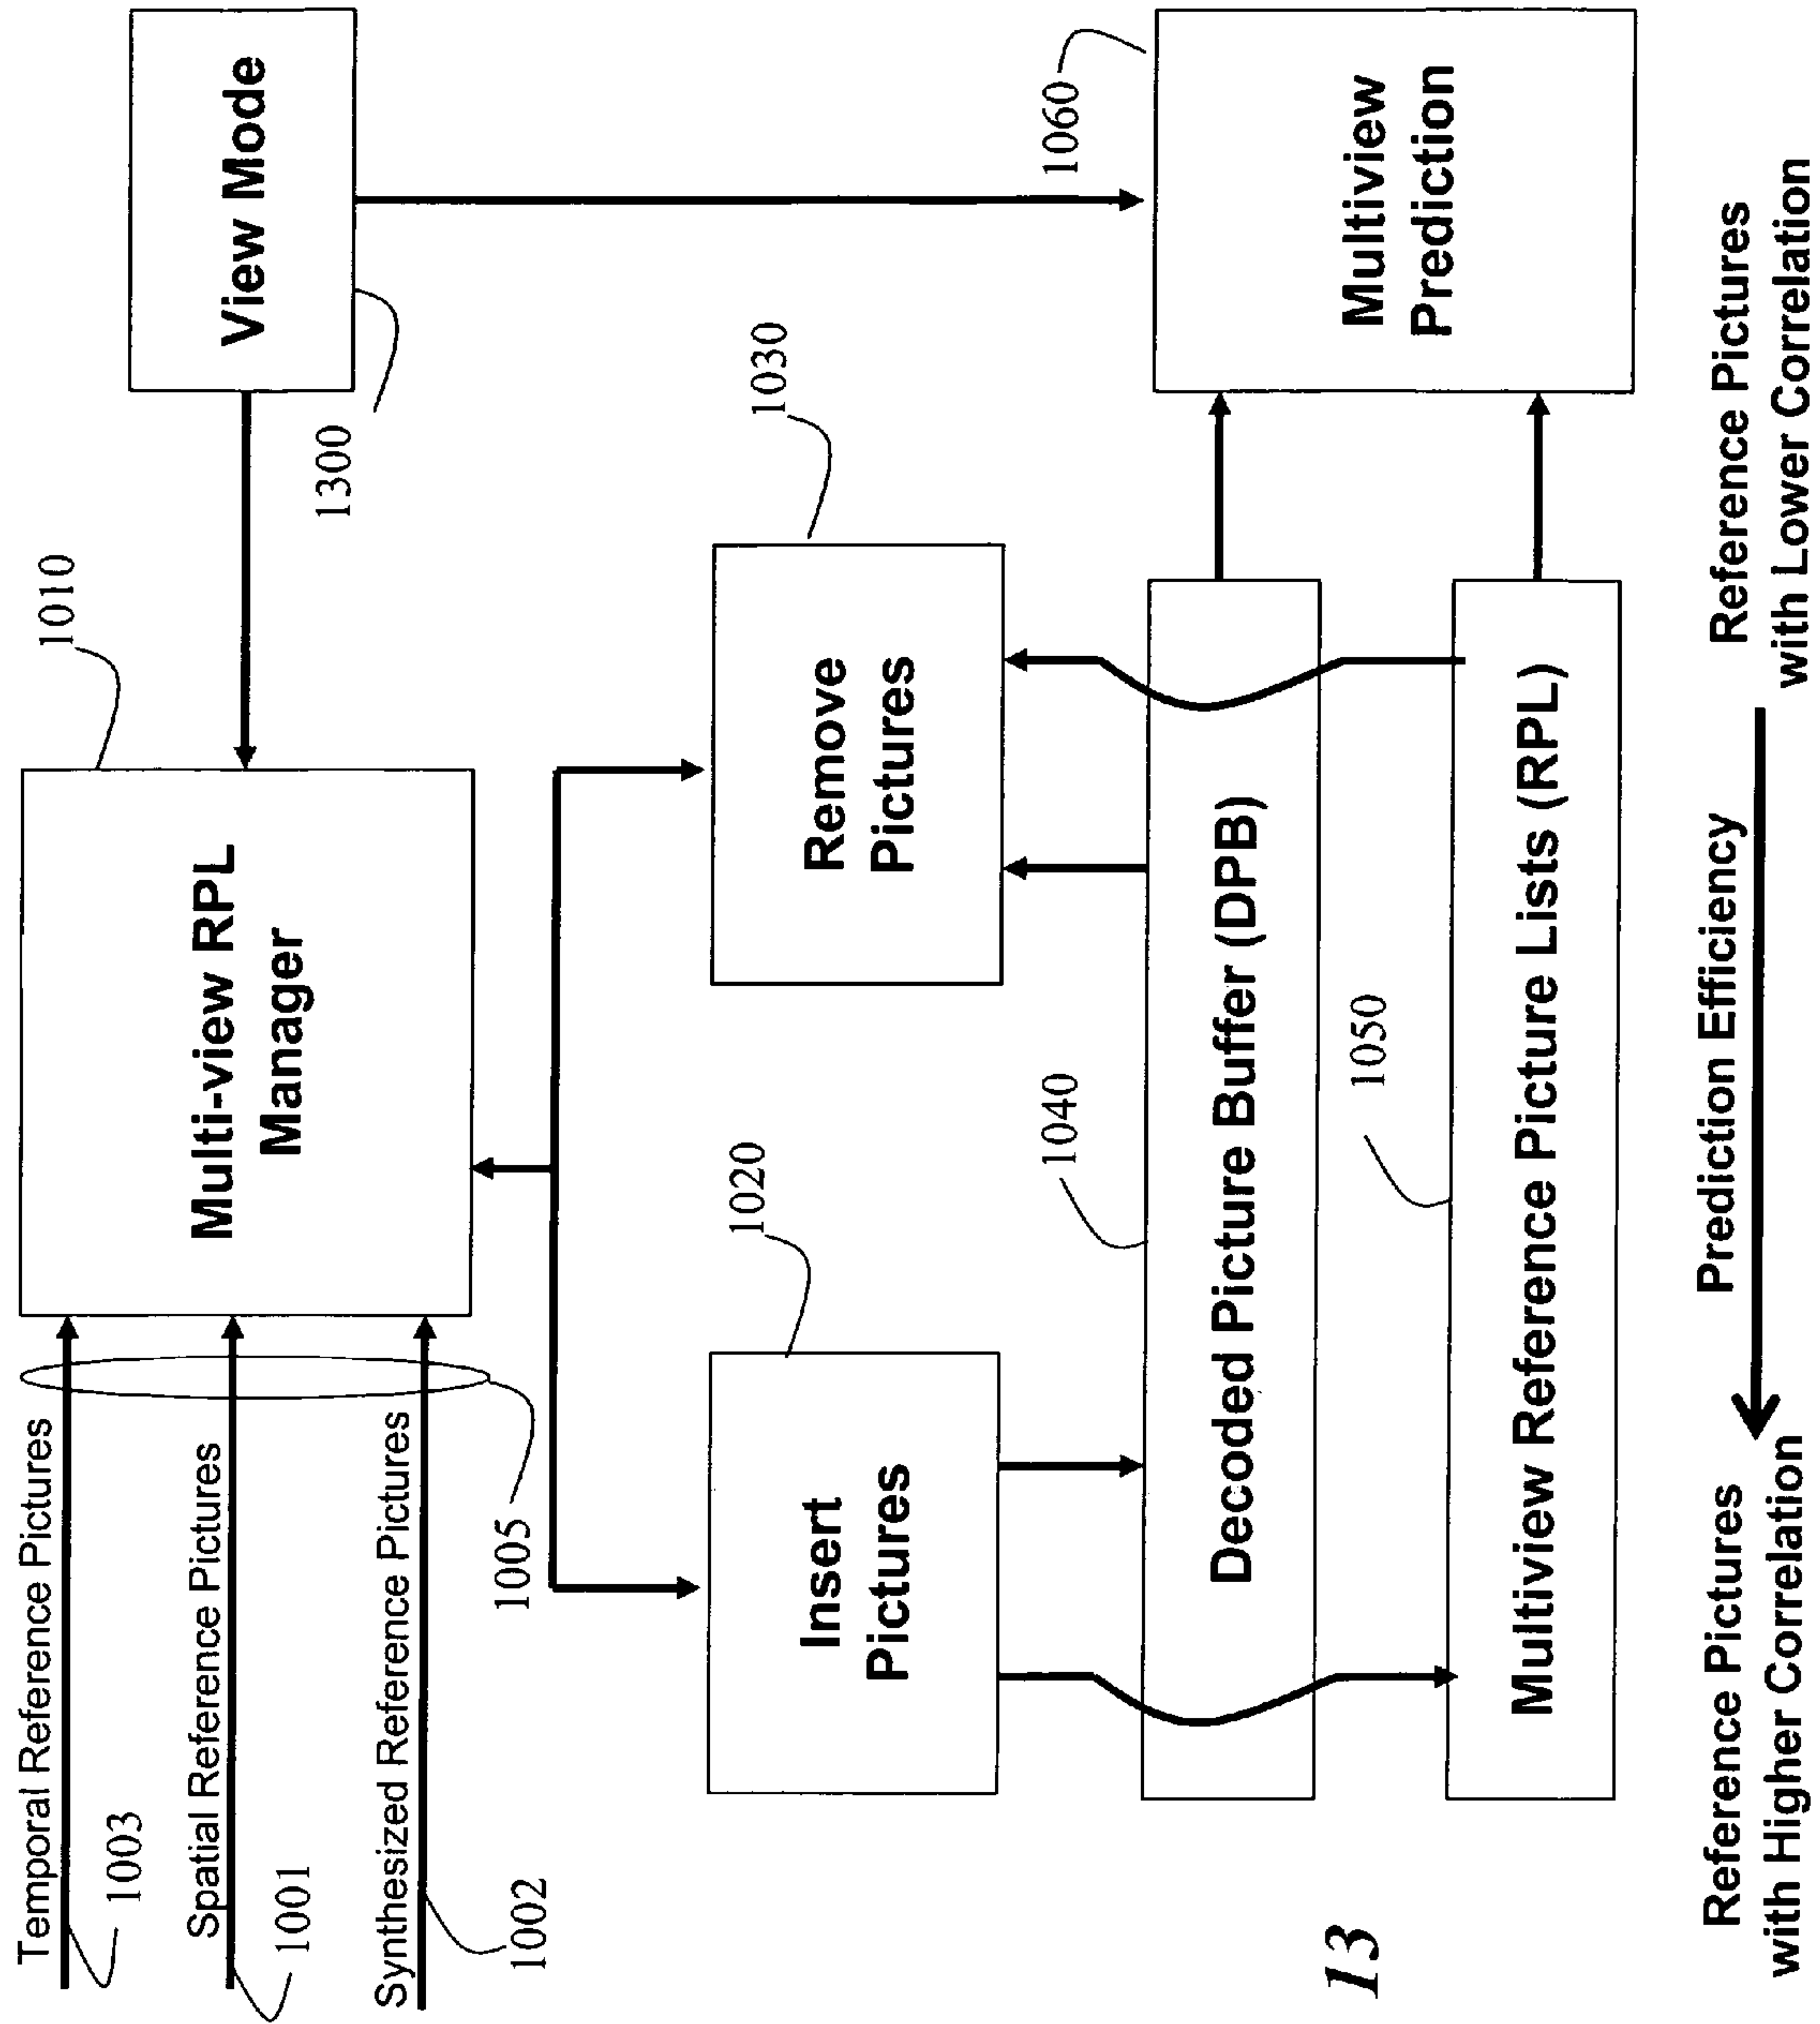 Temporal Reference Pictures
1003
Spatial Reference Pictures
1001
Synthesized Reference Pictures
1002
1005
Multi-view RPL
Manager
1010
View Mode
1300
Insert
Pictures
1020
Remove
Pictures
1030
Decoded Picture Buffer (DPB)
1040
Multiview Reference Picture Lists (RPL)
1050
Multiview
Prediction
1060
Reference Pictures
with Higher Correlation
Prediction Efficiency
Reference Pictures
with Lower Correlation
13